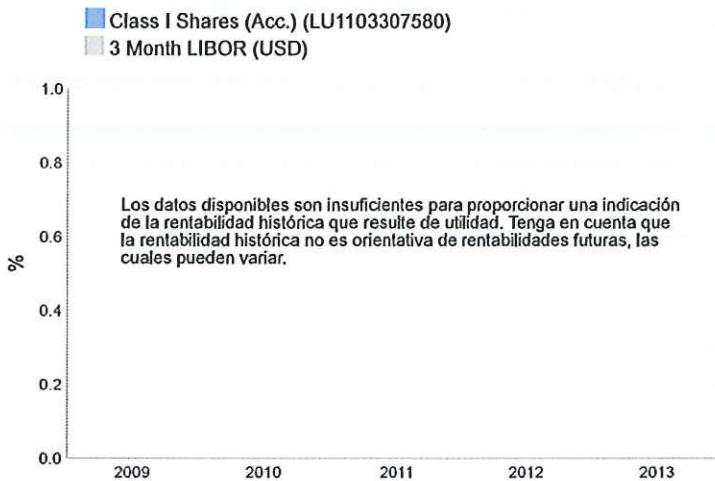 Class I Shares (Acc.) (LU1103307580)
3 Month LIBOR (USD)
1.0
0.8
Los datos disponibles son insuficientes para proporcionar una indicación
de la rentabilidad histórica que resulte de utilidad. Tenga en cuenta que
la rentabilidad histórica no es orientativa de rentabilidades futuras, las
cuales pueden variar.
0.6
%
0.4
0.2
0.0
2009 2010 2011 2012 2013